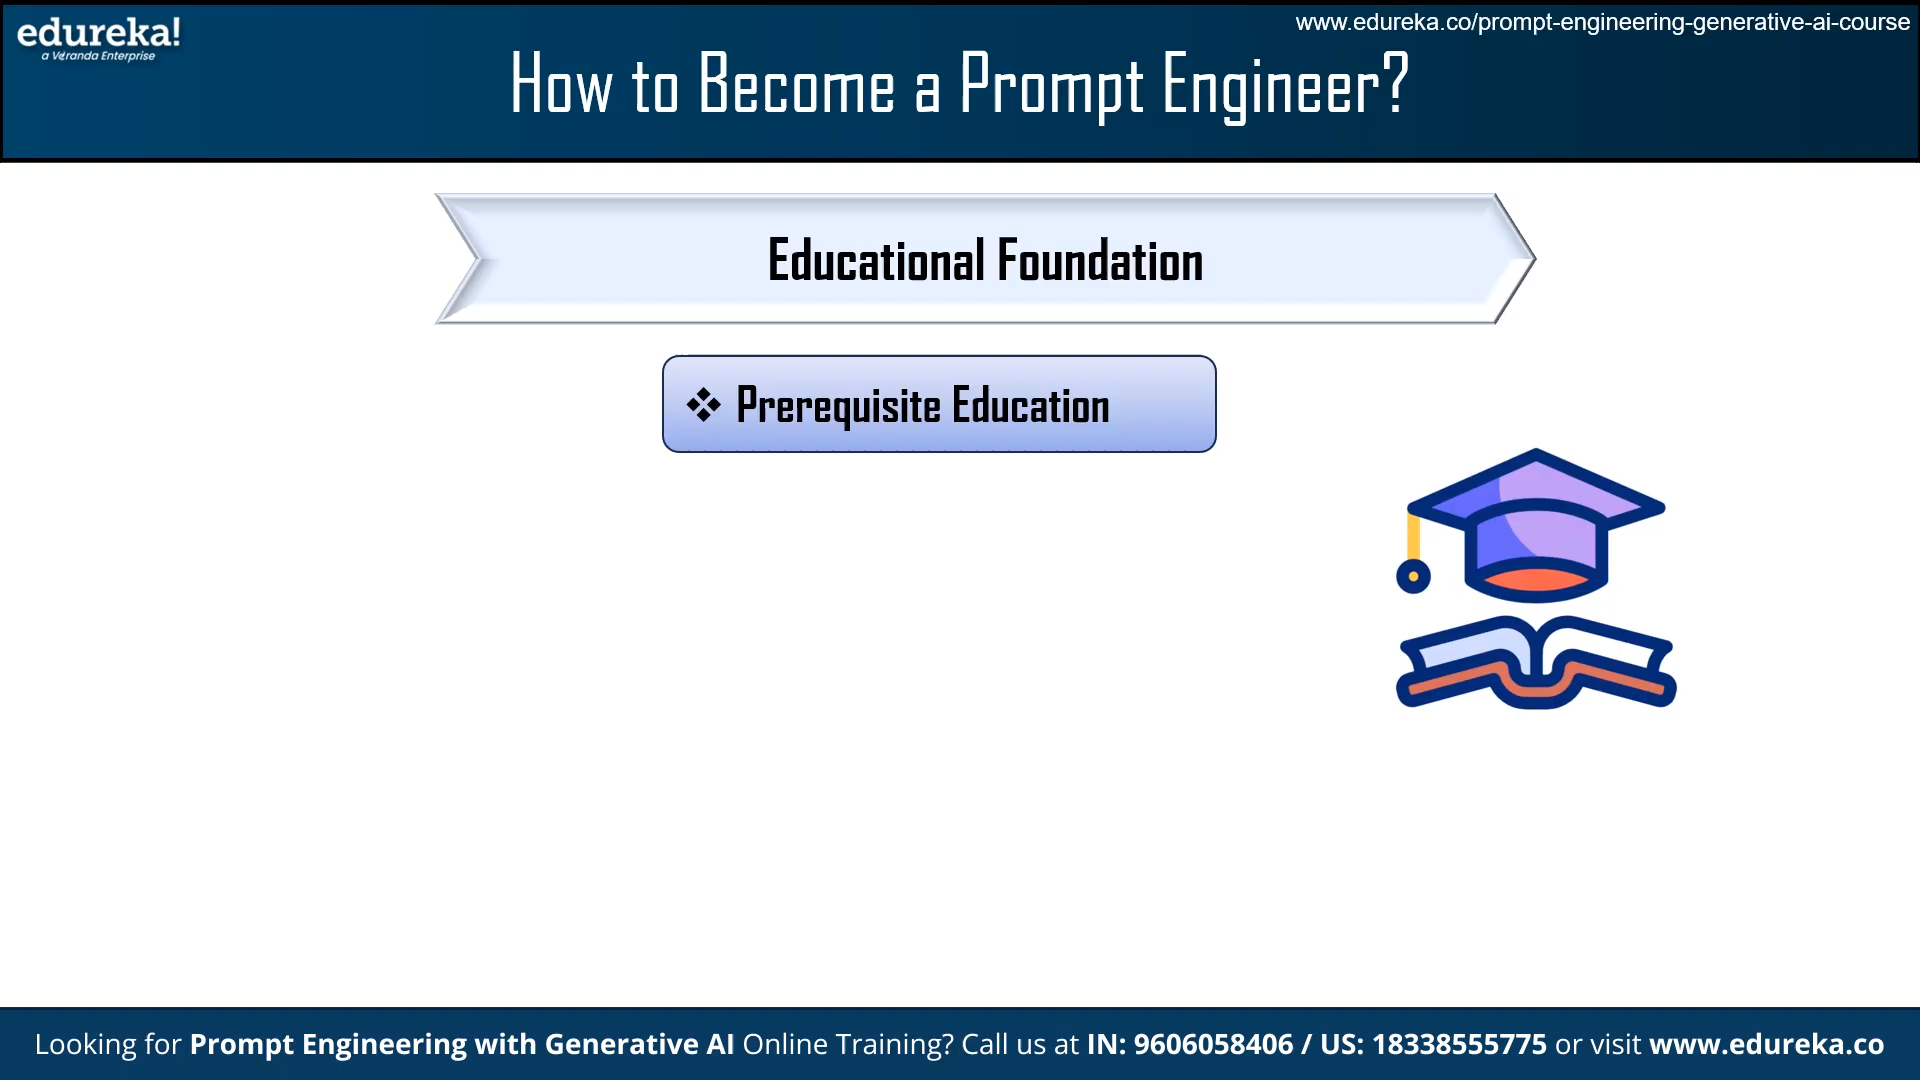 edureka!
a Veranda Enterprise
www.edureka.co/prompt-engineering-generative-ai-course
How to Become a Prompt Engineer?
Educational Foundation
❖ Prerequisite Education
Looking for Prompt Engineering with Generative AI Online Training? Call us at IN: 9606058406 / US: 18338555775 or visit www.edureka.co